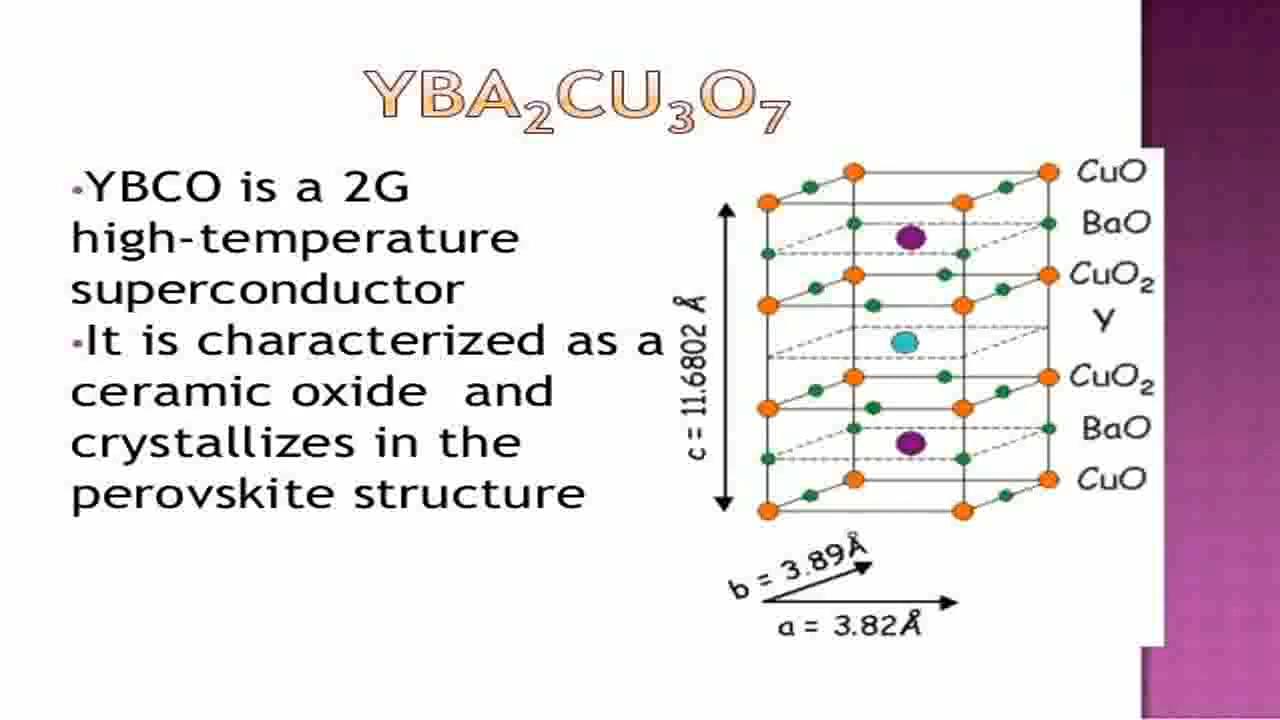 YBA₂CU₃O₇
•YBCO is a 2G
high-temperature
superconductor
•It is characterized as a
ceramic oxide and
crystallizes in the
perovskite structure
CuO
BaO
CuO₂
Y
CuO₂
BaO
CuO
c = 11.6802 Å
b = 3.89Å
a = 3.82Å